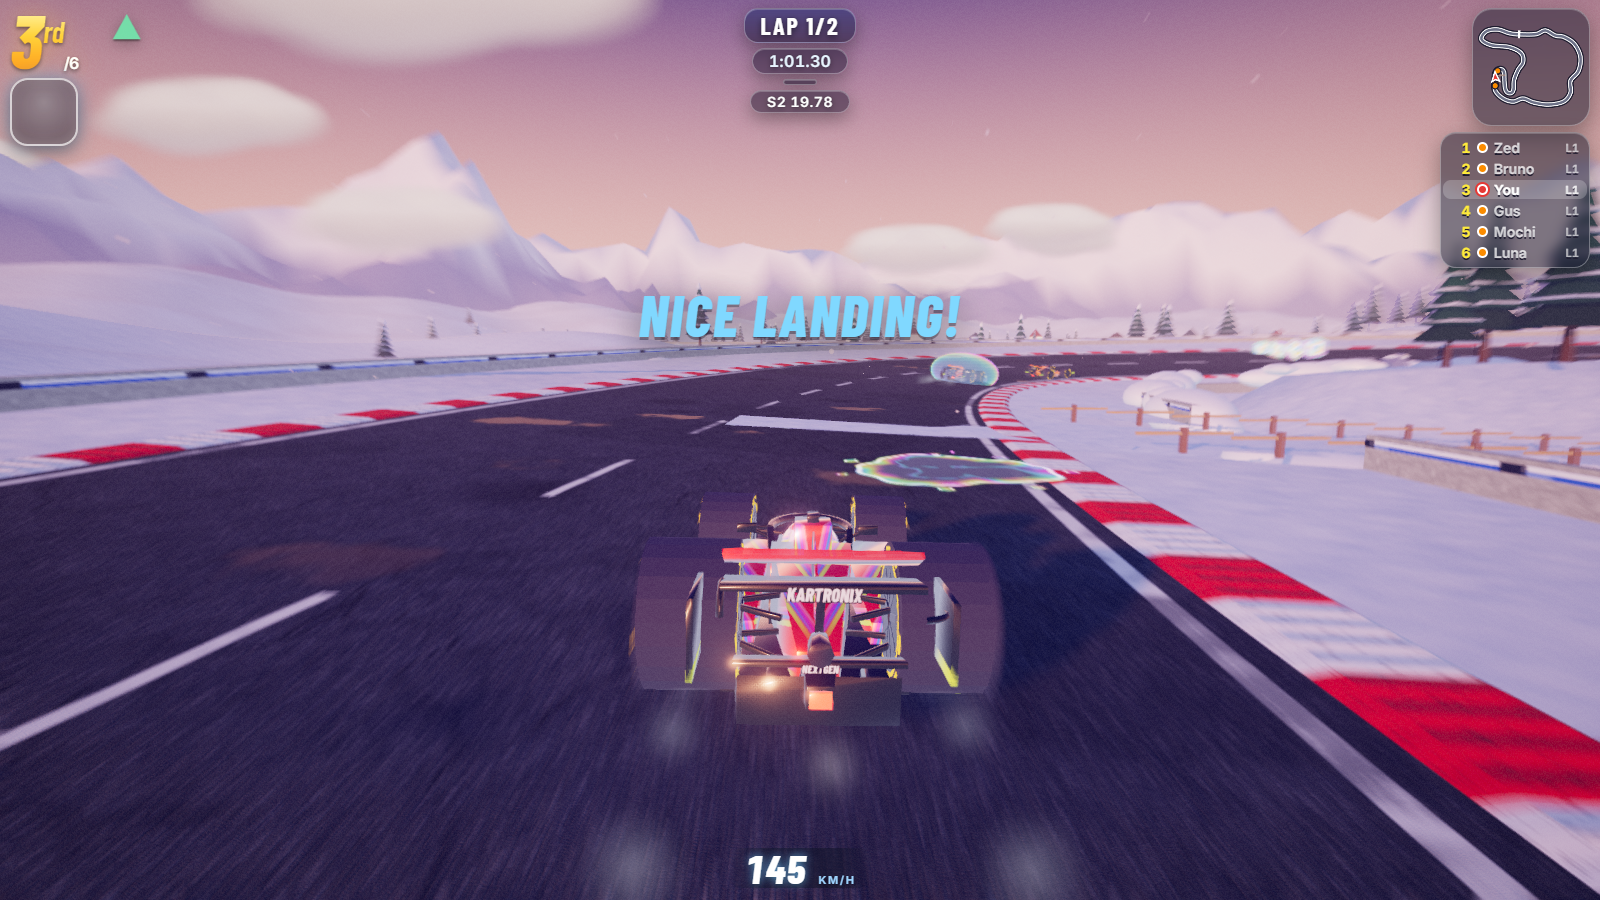 3rd
/6
LAP 1/2
1:01.30
S2 19.78
1 Zed L1
2 Bruno L1
3 You L1
4 Gus L1
5 Mochi L1
6 Luna L1
NICE LANDING!
KARTRONIX
NEXTGEN
145 KM/H